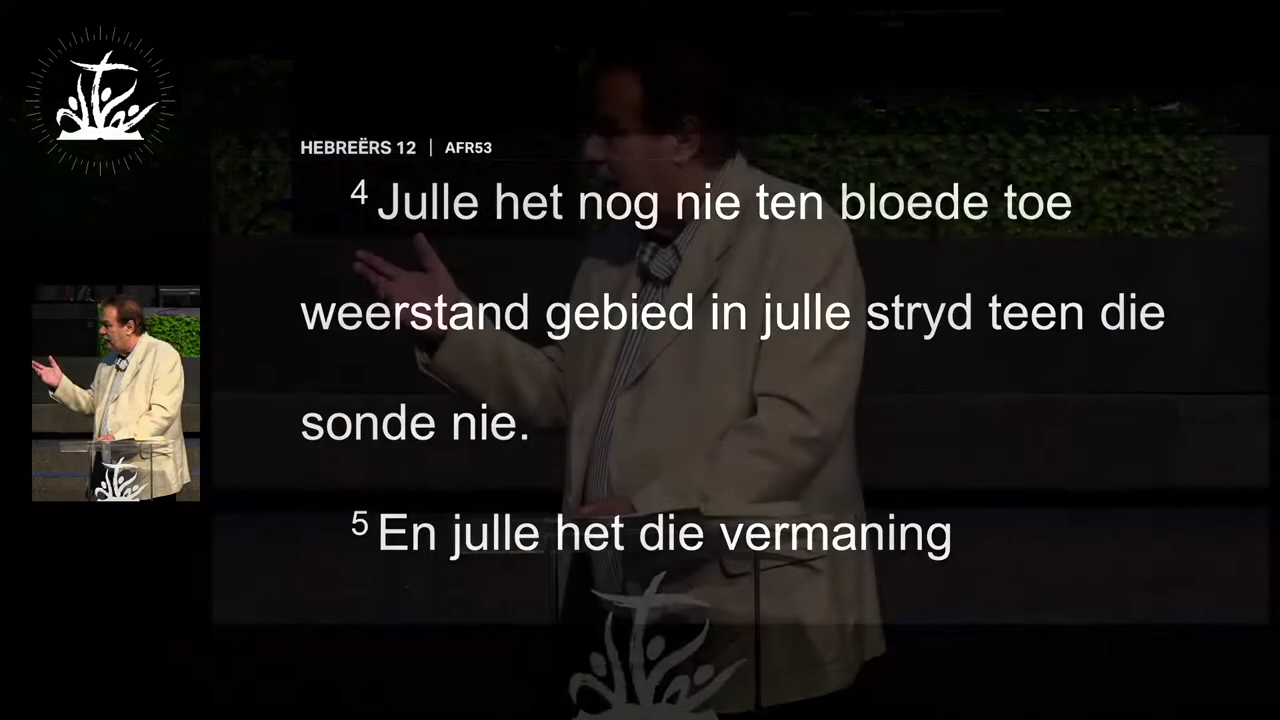 HEBREËRS 12 | AFR53
4 Julle het nog nie ten bloede toe
weerstand gebied in julle stryd teen die
sonde nie.
5 En julle het die vermaning